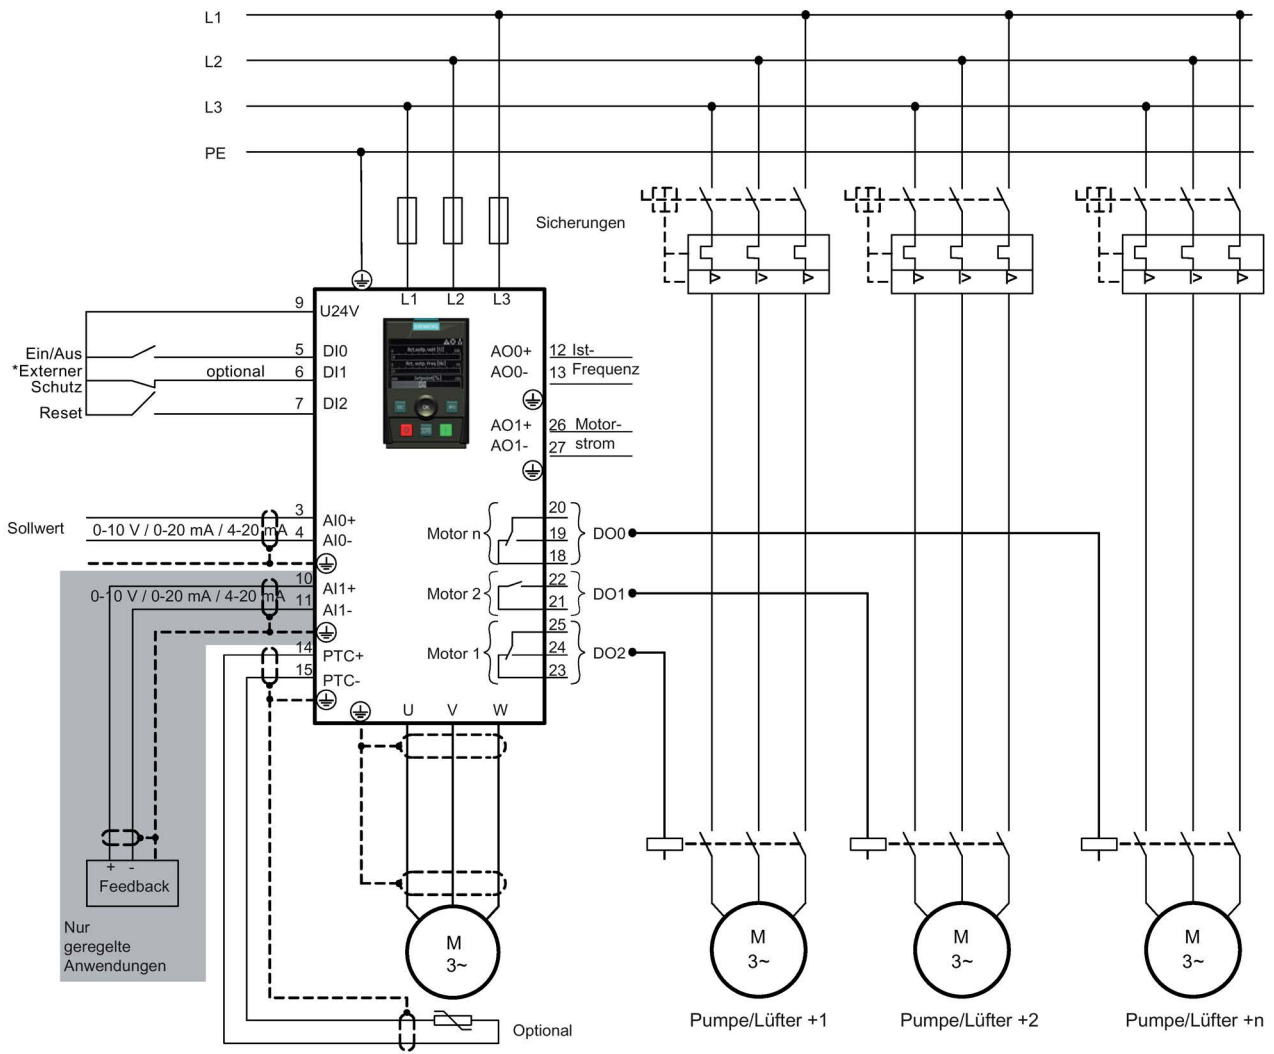 L1
L2
L3
PE
Sicherungen
L1 L2 L3
9 U24V
Ein/Aus 5 DI0
*Externer Schutz optional 6 DI1
Reset 7 DI2
SIEMENS
OK
AO0+ 12 Ist-
AO0- 13 Frequenz
AO1+ 26 Motor-
AO1- 27 strom
Sollwert 0-10 V / 0-20 mA / 4-20 mA
3 AI0+
4 AI0-
0-10 V / 0-20 mA / 4-20 mA
10 AI1+
11 AI1-
14 PTC+
15 PTC-
Motor n 20 19 18 DO0
Motor 2 22 21 DO1
Motor 1 25 24 23 DO2
U V W
+ -
Feedback
Nur
geregelte
Anwendungen
M
3~
Optional
M
3~
Pumpe/Lüfter +1
M
3~
Pumpe/Lüfter +2
M
3~
Pumpe/Lüfter +n